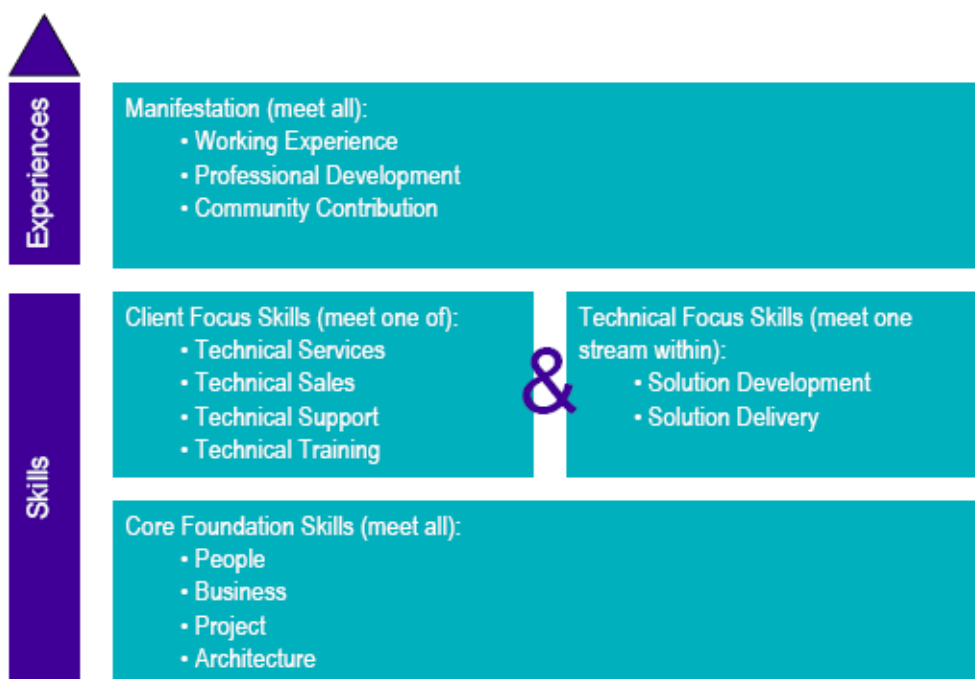 Experiences
Manifestation (meet all):
• Working Experience
• Professional Development
• Community Contribution
Skills
Client Focus Skills (meet one of):
• Technical Services
• Technical Sales
• Technical Support
• Technical Training
&
Technical Focus Skills (meet one
stream within):
• Solution Development
• Solution Delivery
Core Foundation Skills (meet all):
• People
• Business
• Project
• Architecture